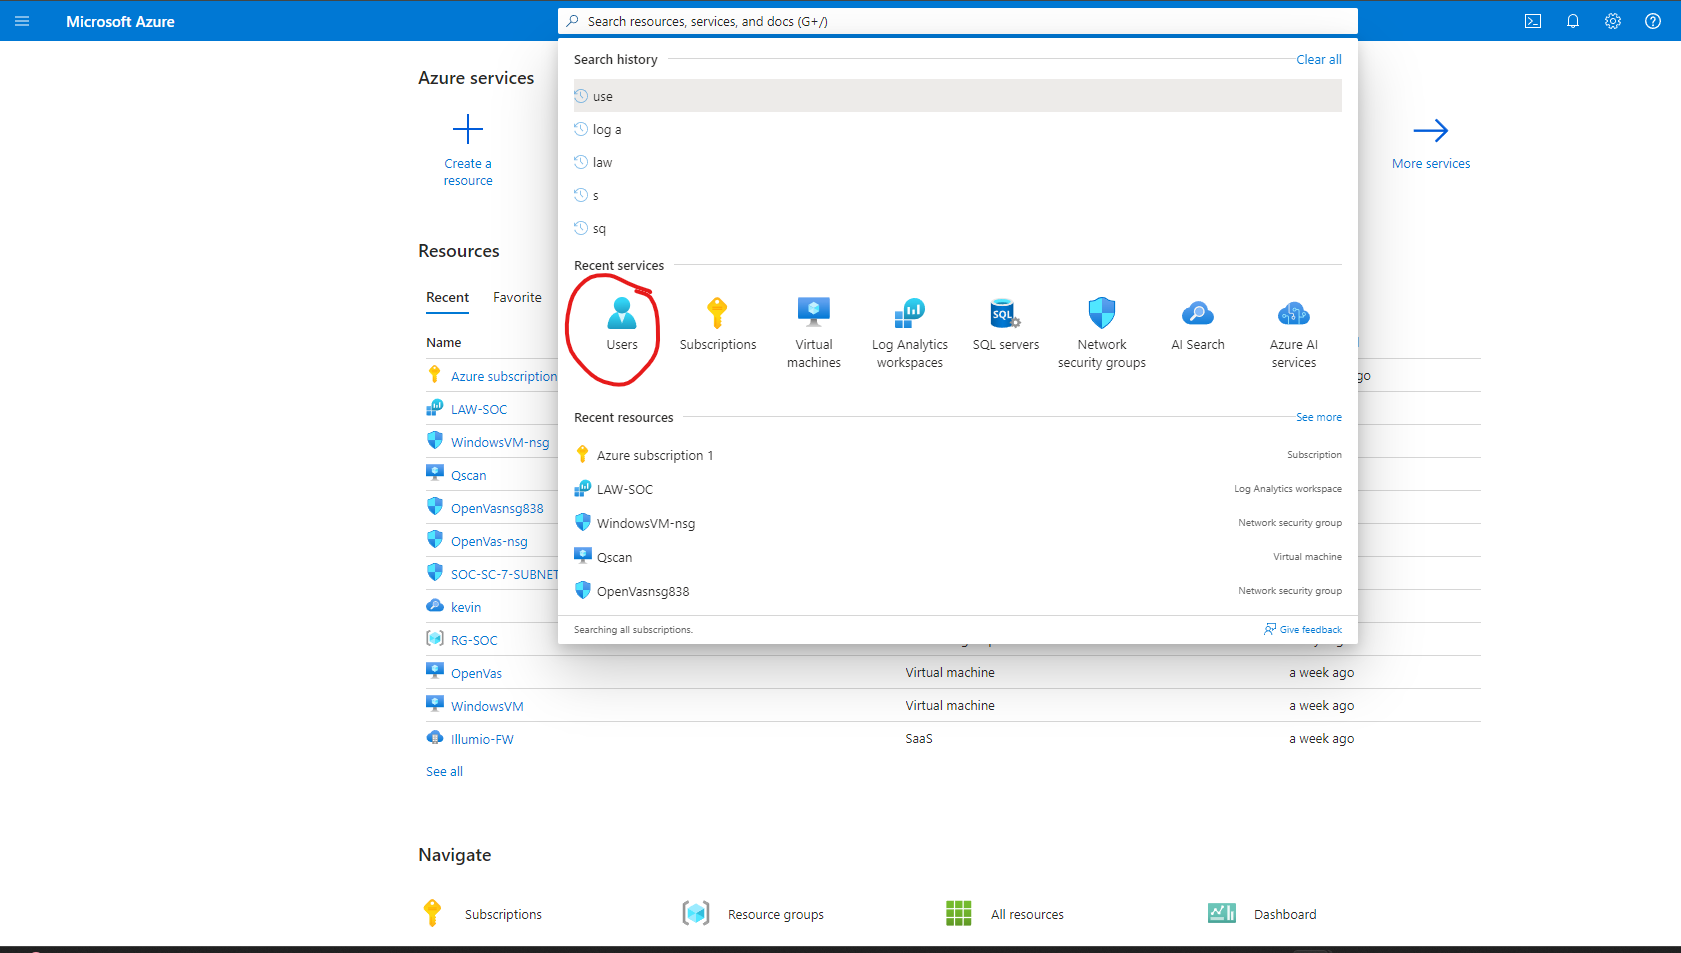 Microsoft Azure
Search resources, services, and docs (G+/)
Search history
Clear all
use
log a
law
s
sq
Recent services
Users
Subscriptions
Virtual
machines
Log Analytics
workspaces
SQL servers
Network
security groups
AI Search
Azure AI
services
Recent resources
See more
Azure subscription 1
Subscription
LAW-SOC
Log Analytics workspace
WindowsVM-nsg
Network security group
Qscan
Virtual machine
OpenVasnsg838
Network security group
Searching all subscriptions.
Give feedback
Azure services
Create a
resource
More services
Resources
Recent
Favorite
Name
Azure subscription
go
LAW-SOC
WindowsVM-nsg
Qscan
OpenVasnsg838
OpenVas-nsg
SOC-SC-7-SUBNET
kevin
RG-SOC
OpenVas
Virtual machine
a week ago
WindowsVM
Virtual machine
a week ago
Illumio-FW
SaaS
a week ago
See all
Navigate
Subscriptions
Resource groups
All resources
Dashboard